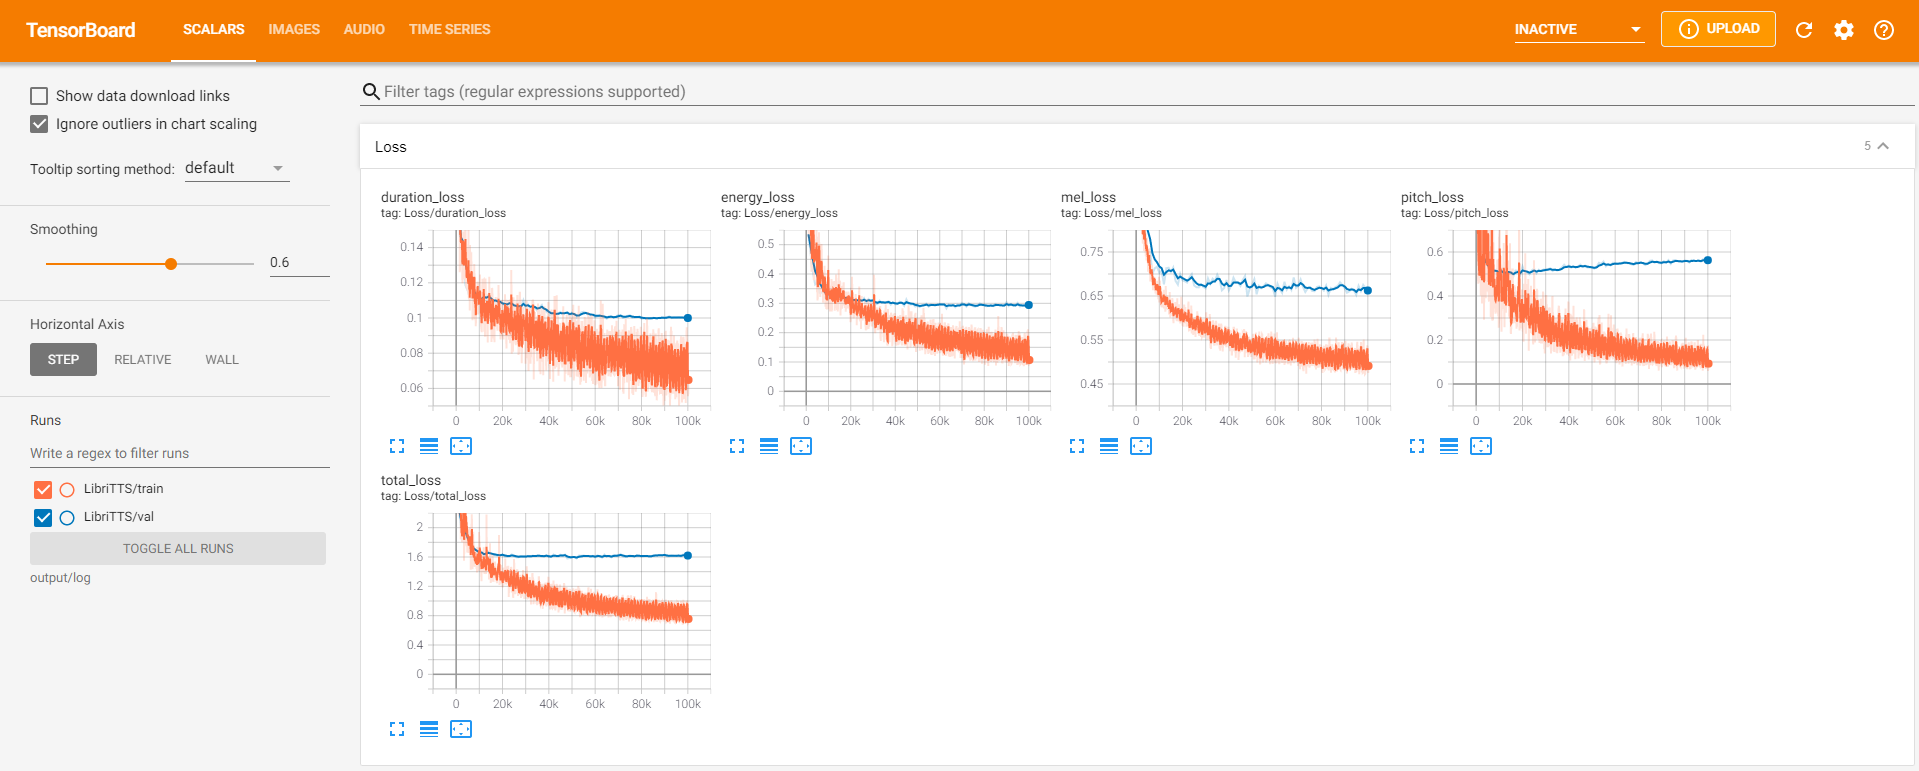 TensorBoard SCALARS IMAGES AUDIO TIME SERIES INACTIVE UPLOAD
Show data download links
Ignore outliers in chart scaling
Tooltip sorting method: default
Smoothing
0.6
Horizontal Axis
STEP RELATIVE WALL
Runs
Write a regex to filter runs
LibriTTS/train
LibriTTS/val
TOGGLE ALL RUNS
output/log
Filter tags (regular expressions supported)
Loss 5
duration_loss
tag: Loss/duration_loss
0.14
0.12
0.1
0.08
0.06
0 20k 40k 60k 80k 100k
energy_loss
tag: Loss/energy_loss
0.5
0.4
0.3
0.2
0.1
0
0 20k 40k 60k 80k 100k
mel_loss
tag: Loss/mel_loss
0.75
0.65
0.55
0.45
0 20k 40k 60k 80k 100k
pitch_loss
tag: Loss/pitch_loss
0.6
0.4
0.2
0
0 20k 40k 60k 80k 100k
total_loss
tag: Loss/total_loss
2
1.6
1.2
0.8
0.4
0
0 20k 40k 60k 80k 100k